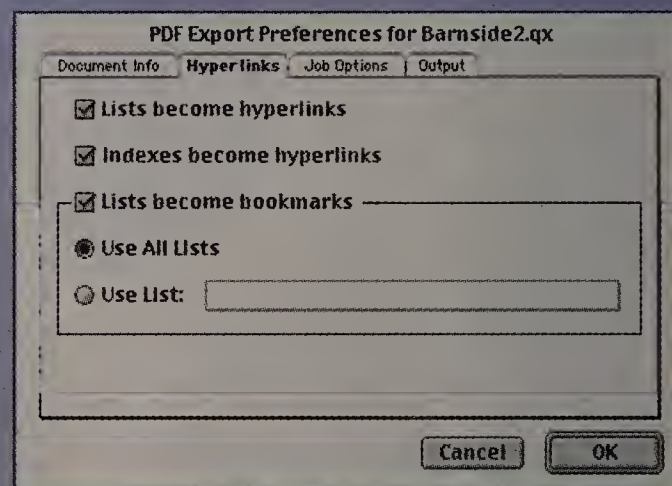 PDF Export Preferences for Barnside2.qx
Document Info Hyperlinks Job Options Output
Lists become hyperlinks
Indexes become hyperlinks
Lists become bookmarks
Use All Lists
Use List:
Cancel OK